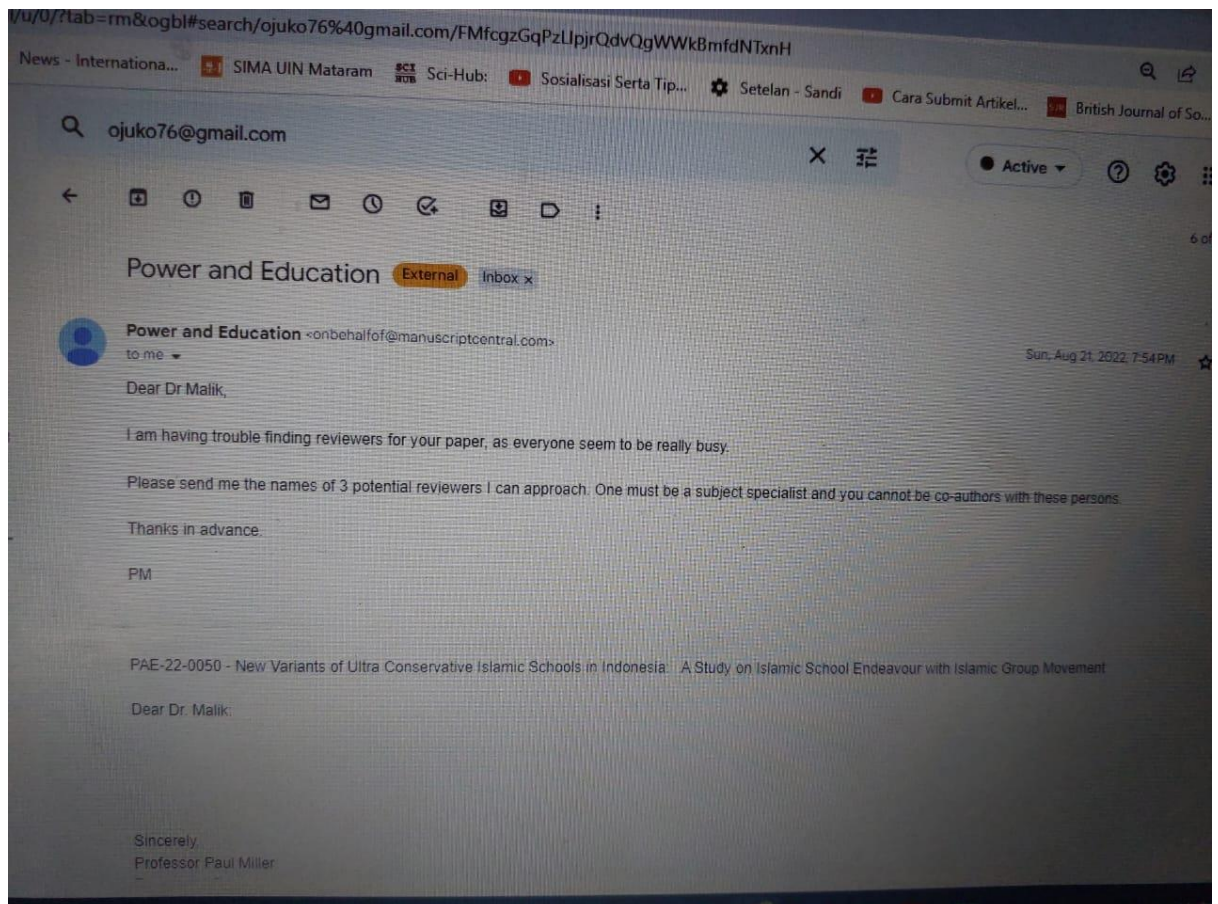 /u/0/?tab=rm&ogbl#search/ojuko76%40gmail.com/FMfcgzGqPzLlpjrQdvQgWWkBmfdNTxnH
News - Internationa... SIMA UIN Mataram SCI HUB Sci-Hub: Sosialisasi Serta Tip... Setelan - Sandi Cara Submit Artikel... British Journal of So...
ojuko76@gmail.com
Active
6 of
Power and Education External Inbox x
Power and Education <onbehalfof@manuscriptcentral.com>
to me
Sun, Aug 21, 2022, 7:54 PM
Dear Dr Malik,
I am having trouble finding reviewers for your paper, as everyone seem to be really busy.
Please send me the names of 3 potential reviewers I can approach. One must be a subject specialist and you cannot be co-authors with these persons.
Thanks in advance.
PM
PAE-22-0050 - New Variants of Ultra Conservative Islamic Schools in Indonesia: A Study on Islamic School Endeavour with Islamic Group Movement
Dear Dr. Malik:
Sincerely,
Professor Paul Miller